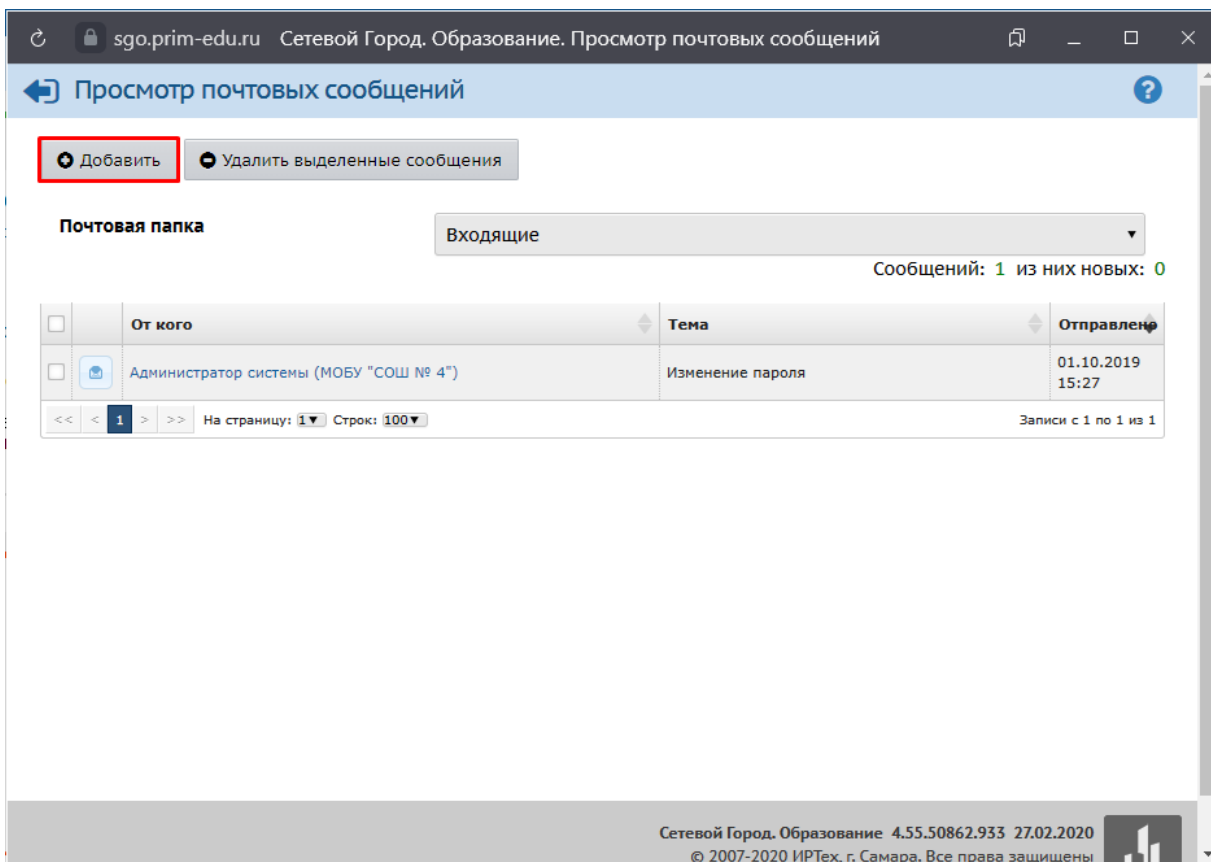 sgo.prim-edu.ru Сетевой Город. Образование. Просмотр почтовых сообщений
Просмотр почтовых сообщений
?
Добавить Удалить выделенные сообщения
Почтовая папка Входящие
Сообщений: 1 из них новых: 0
От кого Тема Отправлено
Администратор системы (МОБУ "СОШ № 4") Изменение пароля 01.10.2019
15:27
<< < 1 > >> На страницу: 1 Строк: 100 Записи с 1 по 1 из 1
Сетевой Город. Образование 4.55.50862.933 27.02.2020
© 2007-2020 ИРТех, г. Самара. Все права защищены